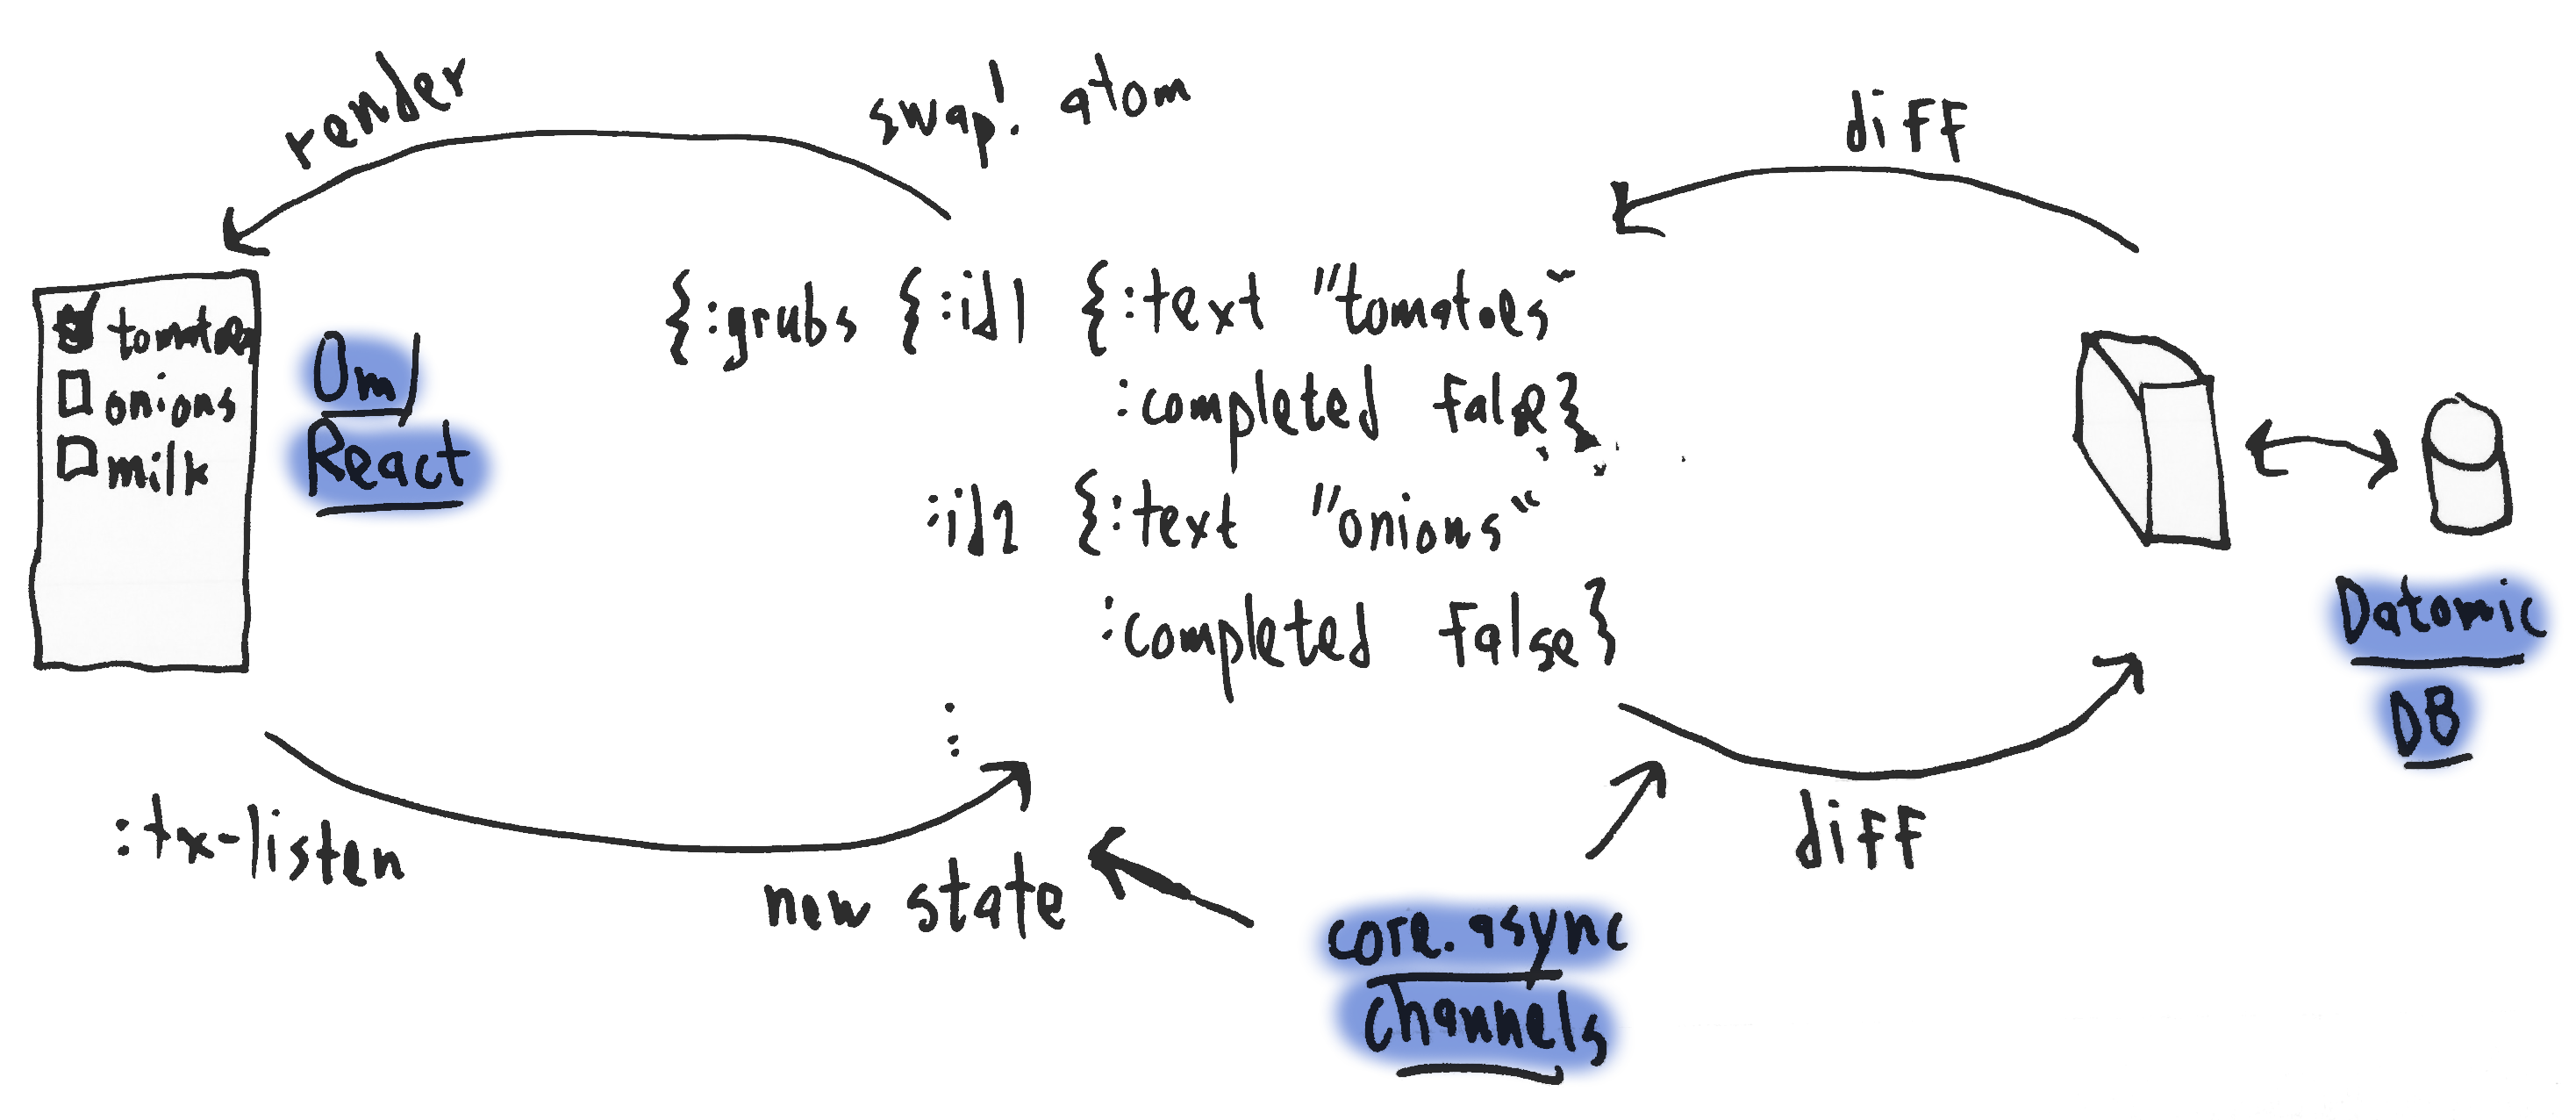 render
swap! atom
diff
tomatoes
onions
milk
Om/
React
{:grubs {:id1 {:text "tomatoes"
:completed false}
:id2 {:text "onions"
:completed false}
:
:tx-listen
new state
core.async
channels
diff
Datomic
DB